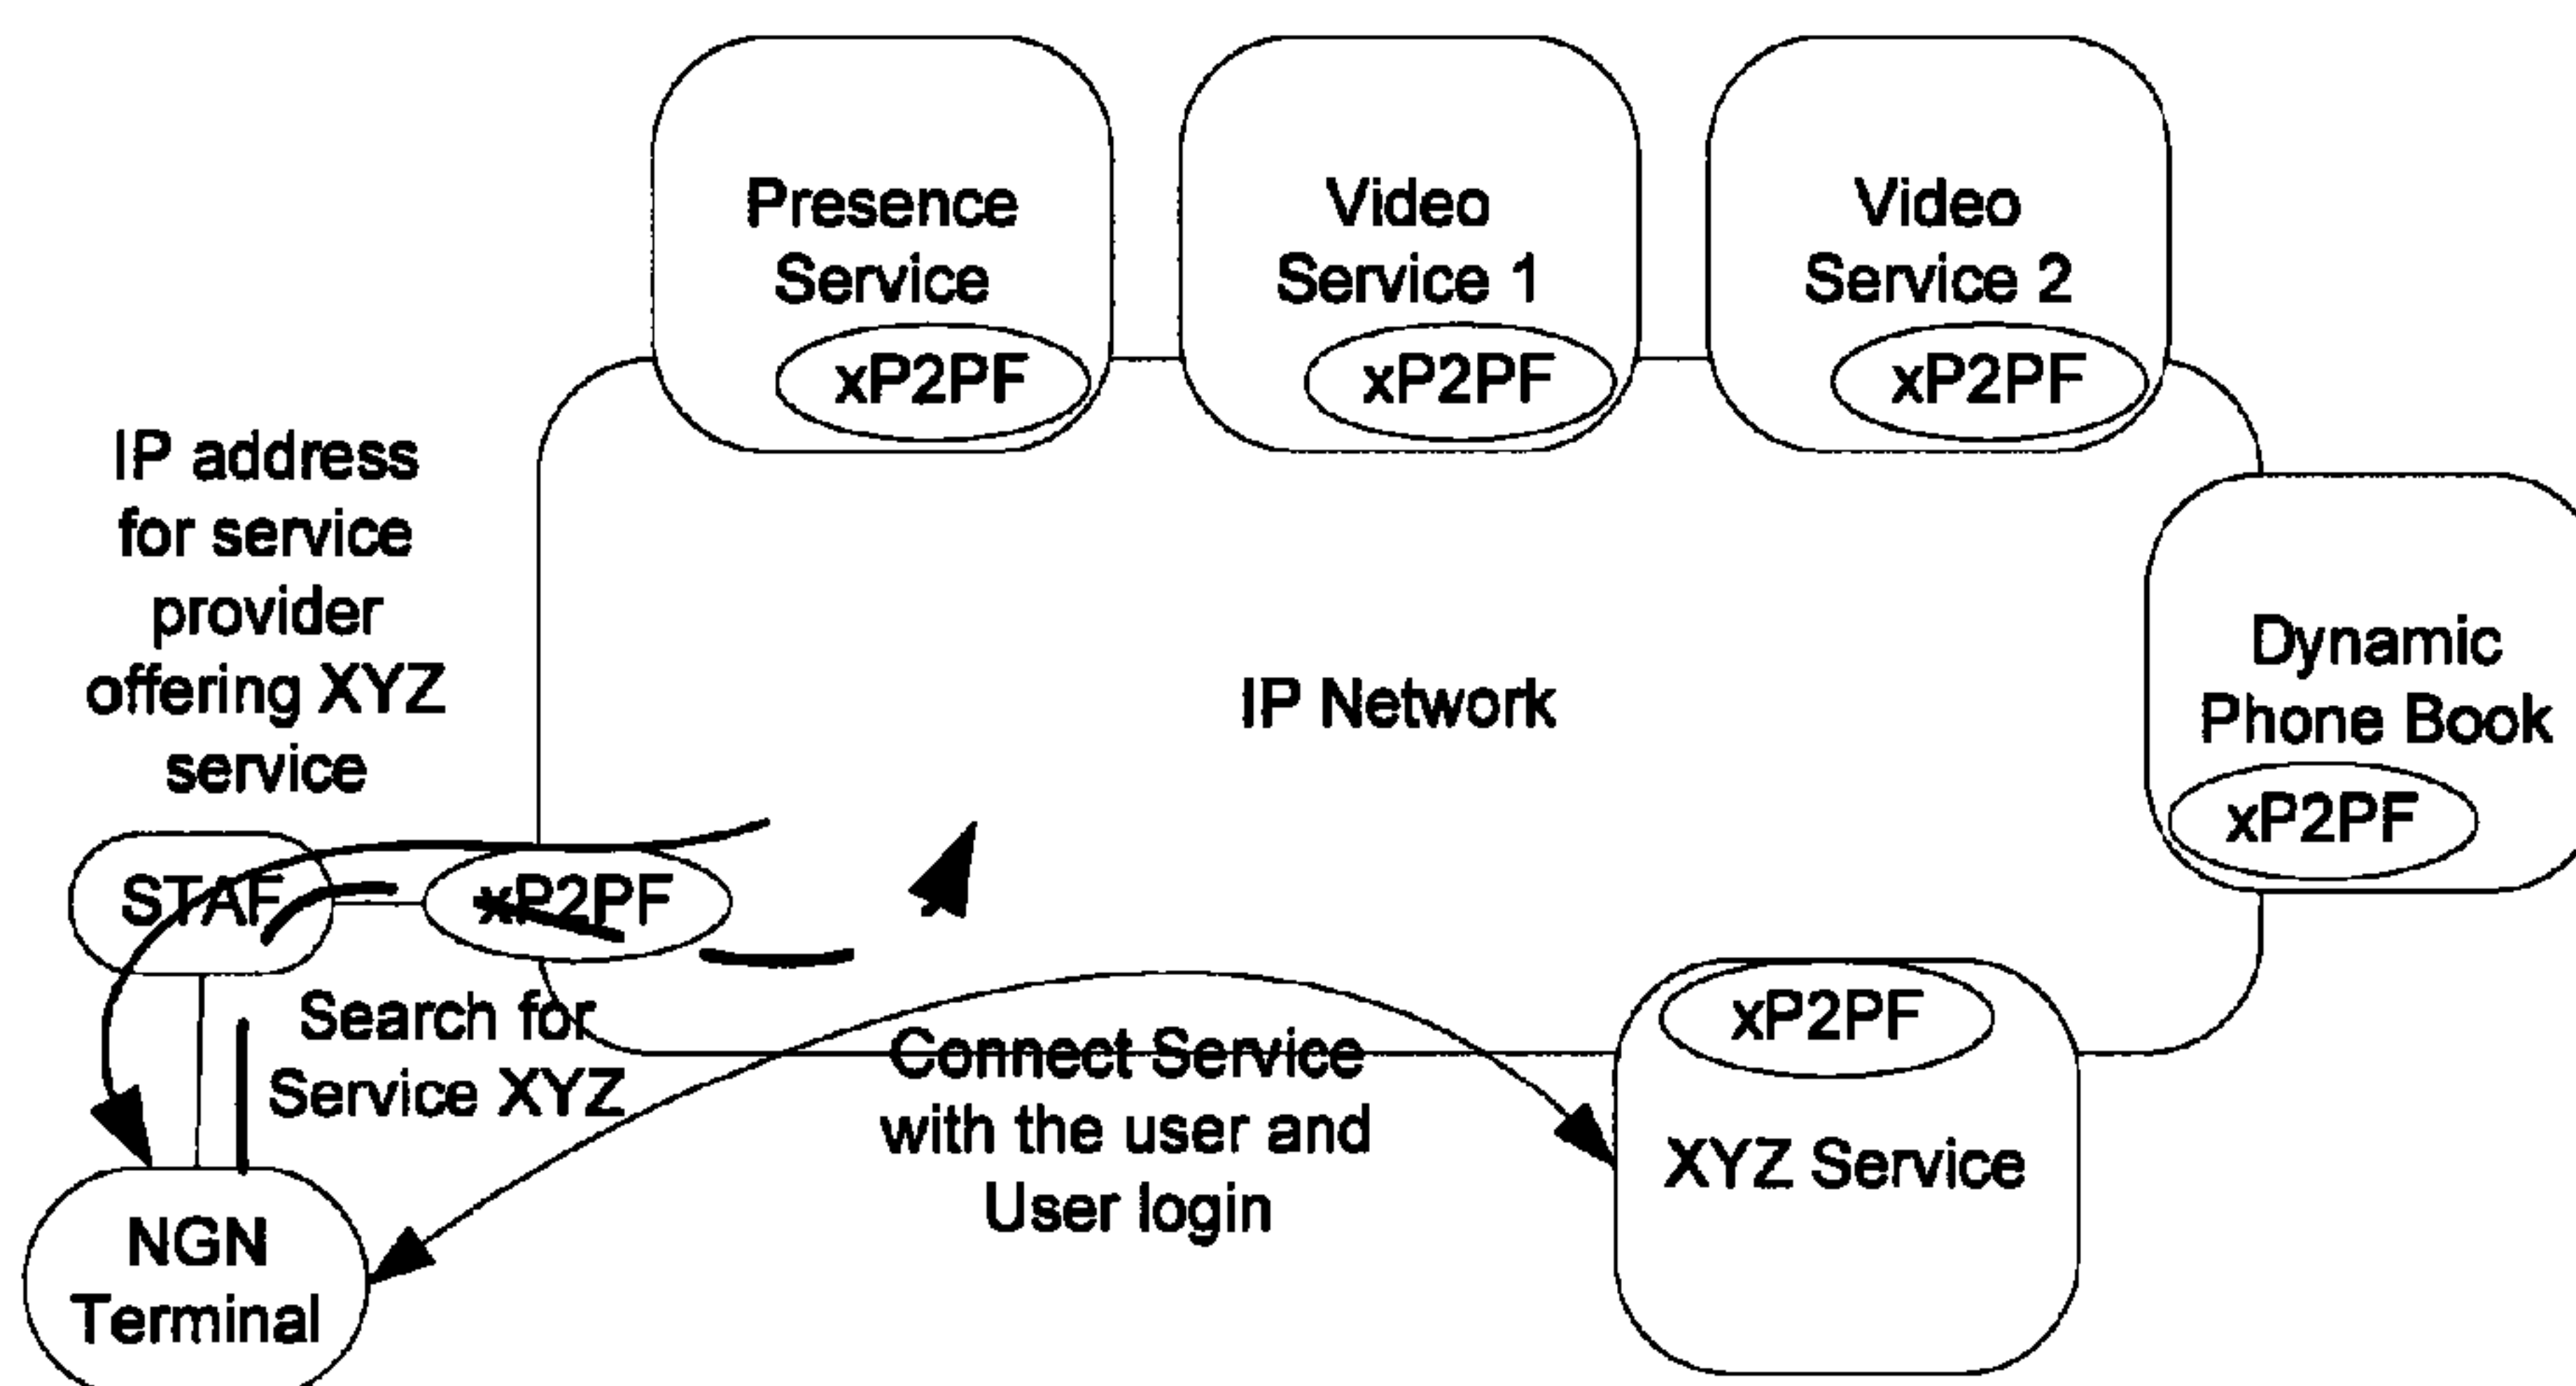 Presence
Service
xP2PF
Video
Service 1
xP2PF
Video
Service 2
xP2PF
IP address
for service
provider
offering XYZ
service
IP Network
Dynamic
Phone Book
xP2PF
STAF
xP2PF
Search for
Service XYZ
Connect Service
with the user and
User login
xP2PF
XYZ Service
NGN
Terminal